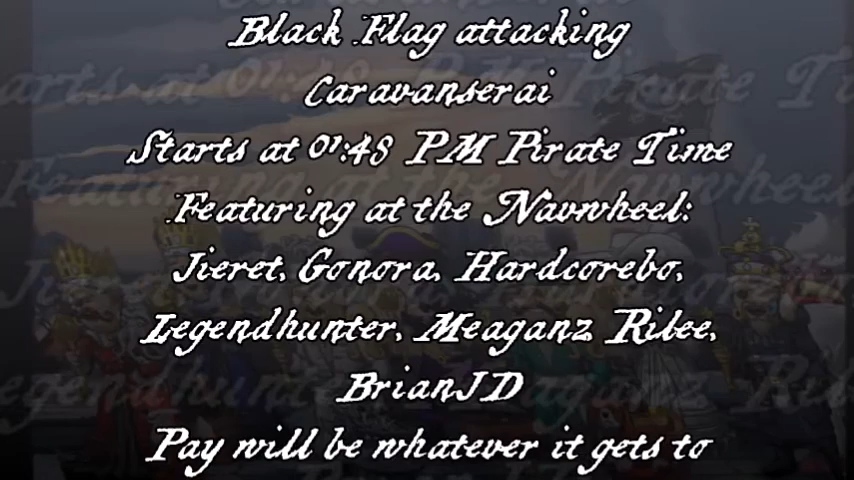 Black Flag attacking
Caravanserai
Starts at 01:48 PM Pirate Time
Featuring at the Navwheel:
Jieret, Gonora, Hardcorebo,
Legendhunter, Meaganz, Rilee,
BrianJD
Pay will be whatever it gets to